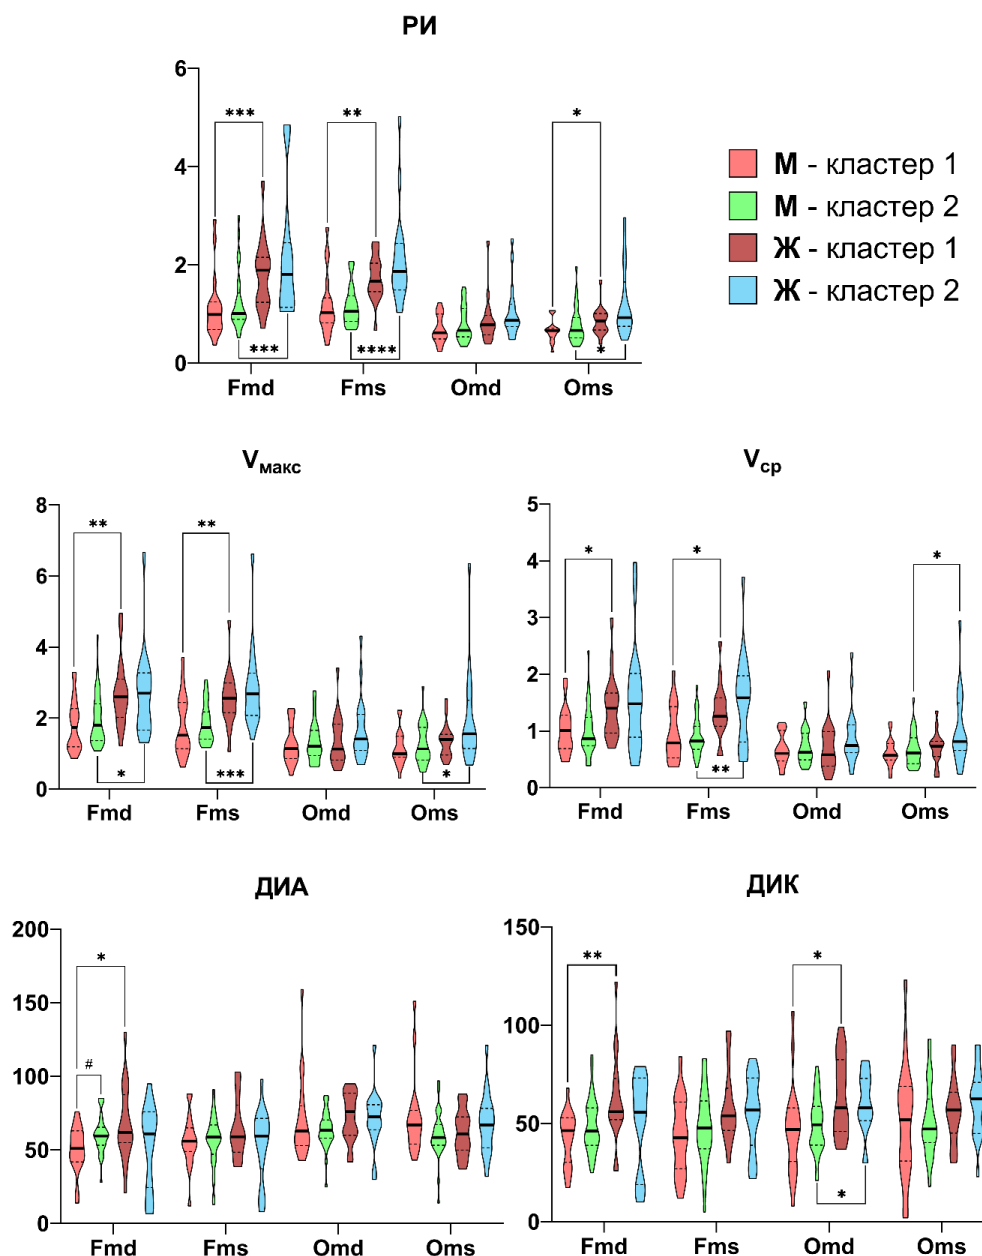 РИ
6
4
2
0
***
**
*
***
****
*
Fmd
Fms
Omd
Oms
М - кластер 1
М - кластер 2
Ж - кластер 1
Ж - кластер 2
Vмакс
8
6
4
2
0
**
**
*
***
*
Fmd
Fms
Omd
Oms
Vср
5
4
3
2
1
0
*
*
*
**
Fmd
Fms
Omd
Oms
ДИА
200
150
100
50
0
*
#
Fmd
Fms
Omd
Oms
ДИК
150
100
50
0
**
*
*
Fmd
Fms
Omd
Oms